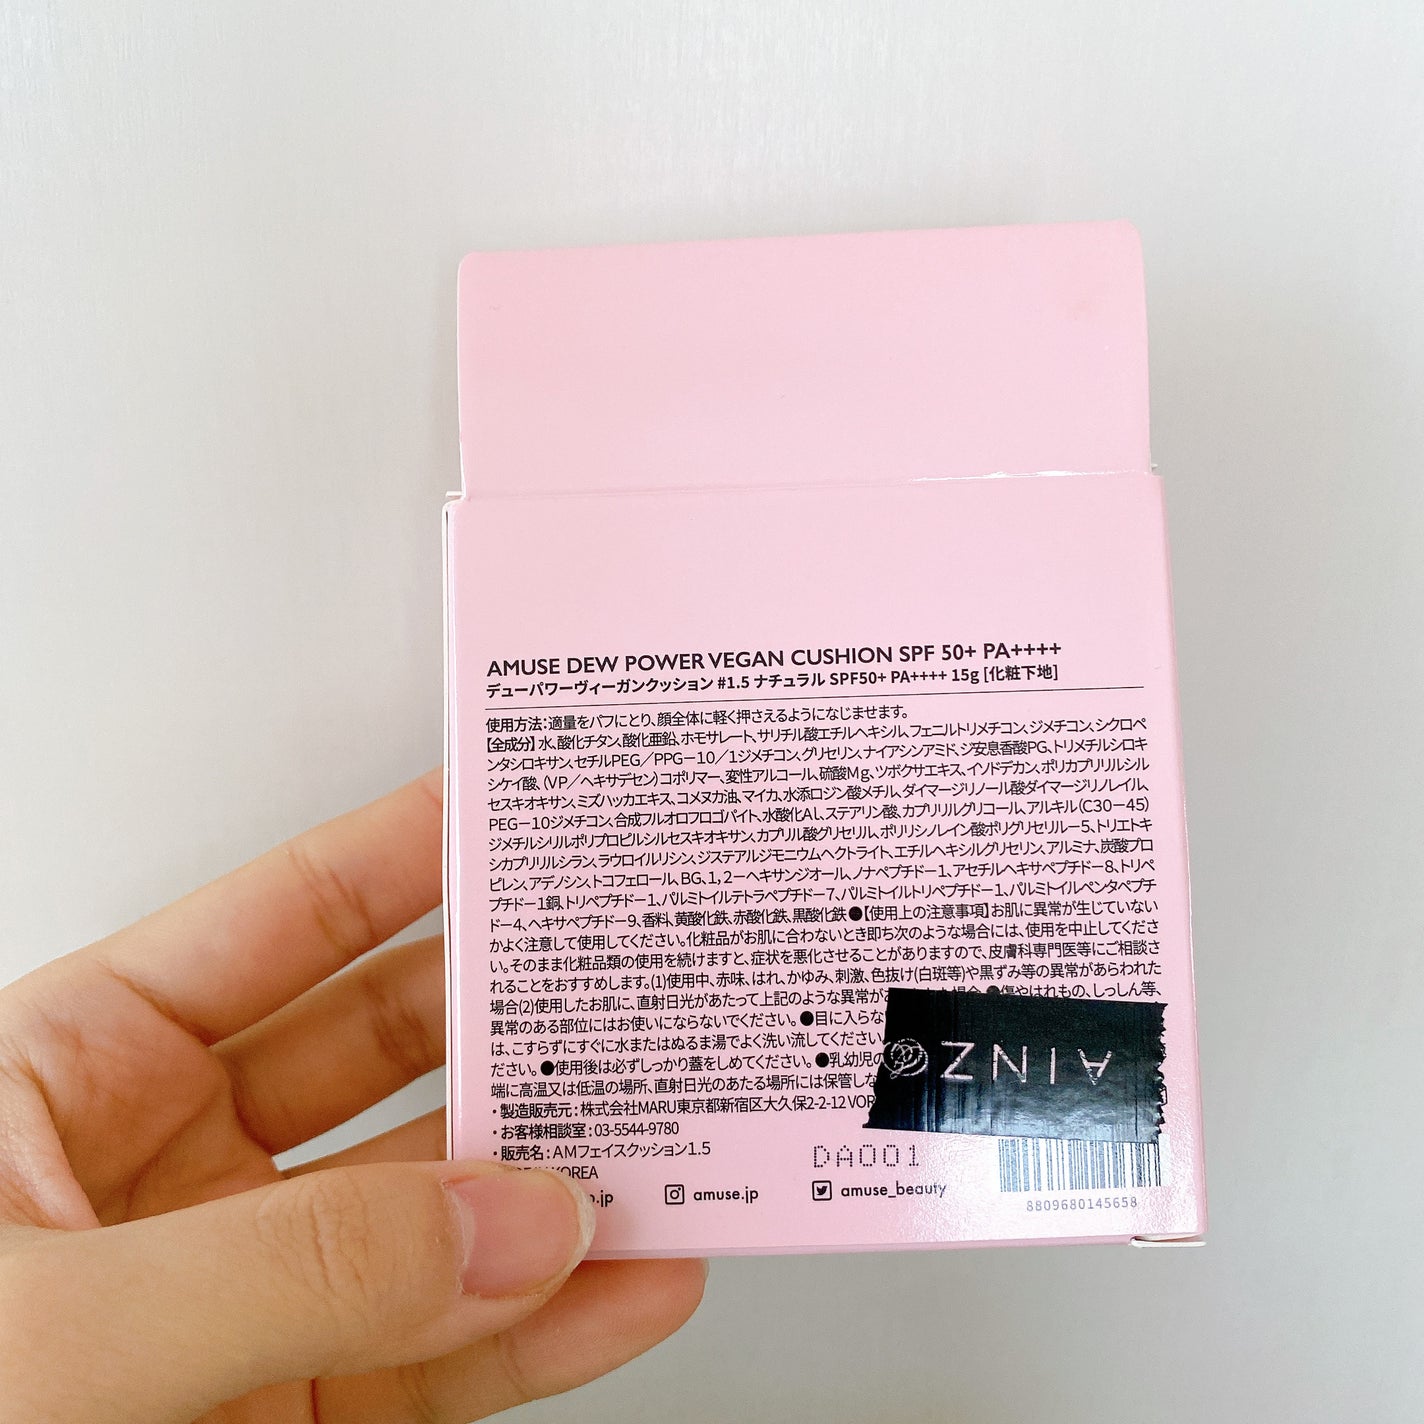 AMUSE DEW POWER VEGAN CUSHION SPF 50+ PA++++
デューパワーヴィーガンクッション #1.5 ナチュラル SPF50+ PA++++ 15g [化粧下地]
使用方法:適量をパフにとり、顔全体に軽く押さえるようになじませます。
【全成分】水、酸化チタン、酸化亜鉛、ホモサレート、サリチル酸エチルヘキシル、フェニルトリメチコン、ジメチコン、シクロペ
ンタシロキサン、セチルPEG／PPG－10／1ジメチコン、グリセリン、ナイアシンアミド、ジ安息香酸PG、トリメチルシロキ
シケイ酸、（VP／ヘキサデセン）コポリマー、変性アルコール、硫酸Mg、ツボクサエキス、イソドデカン、ポリカプリリルシル
セスキオキサン、ミズハッカエキス、コメヌカ油、マイカ、水添ロジン酸メチル、ダイマージリノール酸ダイマージリノレイル、
PEG－10ジメチコン、合成フルオロフロゴパイト、水酸化Al、ステアリン酸、カプリリルグリコール、アルキル（C30－45）
ジメチルシリルポリプロピルシルセスキオキサン、カプリル酸グリセリル、ポリリシノレイン酸ポリグリセリル－5、トリエトキ
シカプリリルシラン、ラウロイルリシン、ジステアルジモニウムヘクトライト、エチルヘキシルグリセリン、アルミナ、炭酸プロ
ピレン、アデノシン、トコフェロール、BG、1，2－ヘキサンジオール、ノナペプチド－1、アセチルヘキサペプチド－8、トリペ
プチド－1銅、トリペプチド－1、パルミトイルテトラペプチド－7、パルミトイルトリペプチド－1、パルミトイルペンタペプチ
ド－4、ヘキサペプチド－9、香料、黄酸化鉄、赤酸化鉄、黒酸化鉄●【使用上の注意事項】お肌に異常が生じていない
かよく注意して使用してください。化粧品がお肌に合わないとき即ち次のような場合には、使用を中止してくださ
い。そのまま化粧品類の使用を続けますと、症状を悪化させることがありますので、皮膚科専門医等にご相談さ
れることをおすすめします。(1)使用中、赤味、はれ、かゆみ、刺激、色抜け(白斑等)や黒ずみ等の異常があらわれた
場合(2)使用したお肌に、直射日光があたって上記のような異常が 場合 ●傷やはれもの、しっしん等、
異常のある部位にはお使いにならないでください。●目に入らな
は、こすらずにすぐに水またはぬるま湯でよく洗い流してください
ださい。●使用後は必ずしっかり蓋をしめてください。●乳幼児の
端に高温又は低温の場所、直射日光のあたる場所には保管しな
・製造販売元：株式会社MARU東京都新宿区大久保2-2-12 VOR
・お客様相談室：03-5544-9780
・販売名：AMフェイスクッション1.5
KOREA
.jp amuse.jp amuse_beauty
DA001
AINZ
8809680145658